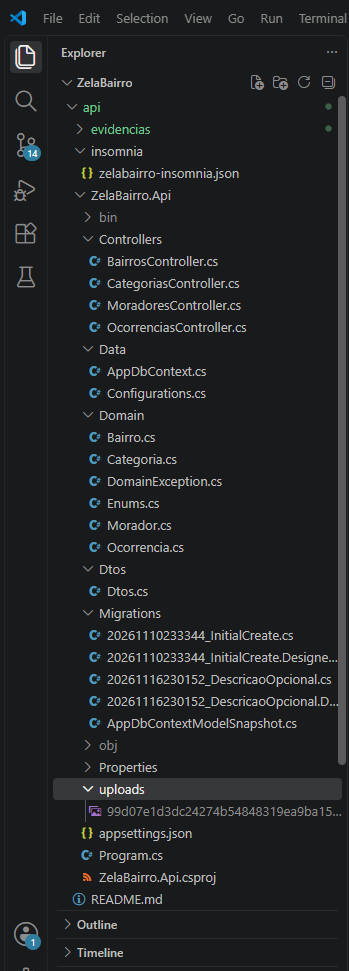 File Edit Selection View Go Run Terminal
Explorer
ZelaBairro
api
evidencias
insomnia
{} zelabairro-insomnia.json
ZelaBairro.Api
bin
Controllers
C# BairrosController.cs
C# CategoriasController.cs
C# MoradoresController.cs
C# OcorrenciasController.cs
Data
C# AppDbContext.cs
C# Configurations.cs
Domain
C# Bairro.cs
C# Categoria.cs
C# DomainException.cs
C# Enums.cs
C# Morador.cs
C# Ocorrencia.cs
Dtos
C# Dtos.cs
Migrations
C# 20261110233344_InitialCreate.cs
C# 20261110233344_InitialCreate.Designe...
C# 20261116230152_DescricaoOpcional.cs
C# 20261116230152_DescricaoOpcional.D...
C# AppDbContextModelSnapshot.cs
obj
Properties
uploads
99d07e1d3dc24274b54848319ea9ba15...
{} appsettings.json
C# Program.cs
ZelaBairro.Api.csproj
README.md
Outline
Timeline
14
1